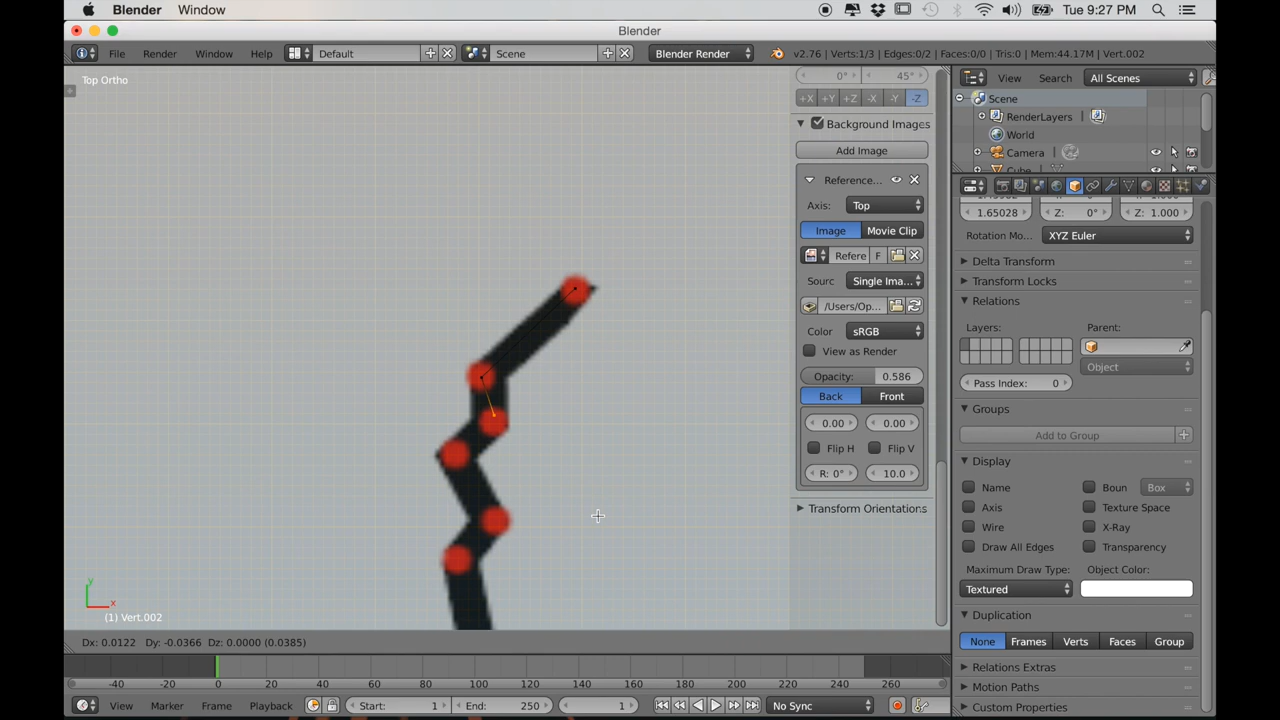 Blender Window Tue 9:27 PM
Blender
File Render Window Help Default Scene Blender Render v2.76 | Verts:1/3 | Edges:0/2 | Faces:0/0 | Tris:0 | Mem:44.17M | Vert.002
Top Ortho
0° 45°
+X +Y +Z -X -Y -Z
Background Images
Add Image
Reference...
Axis: Top
Image Movie Clip
Refere F
Sourc Single Ima...
/Users/Op...
Color sRGB
View as Render
Opacity: 0.586
Back Front
0.00 0.00
Flip H Flip V
R: 0° 10.0
Transform Orientations
View Search All Scenes
Scene
RenderLayers
World
Camera
Cube
1.65028 Z: 0° Z: 1.000
Rotation Mo... XYZ Euler
Delta Transform
Transform Locks
Relations
Layers: Parent:
Object
Pass Index: 0
Groups
Add to Group
Display
Name Boun Box
Axis Texture Space
Wire X-Ray
Draw All Edges Transparency
Maximum Draw Type: Object Color:
Textured
Duplication
None Frames Verts Faces Group
Relations Extras
Motion Paths
Custom Properties
y
x
(1) Vert.002
Dx: 0.0122 Dy: -0.0366 Dz: 0.0000 (0.0385)
-40 -20 0 20 40 60 80 100 120 140 160 180 200 220 240 260
View Marker Frame Playback Start: 1 End: 250 1 No Sync